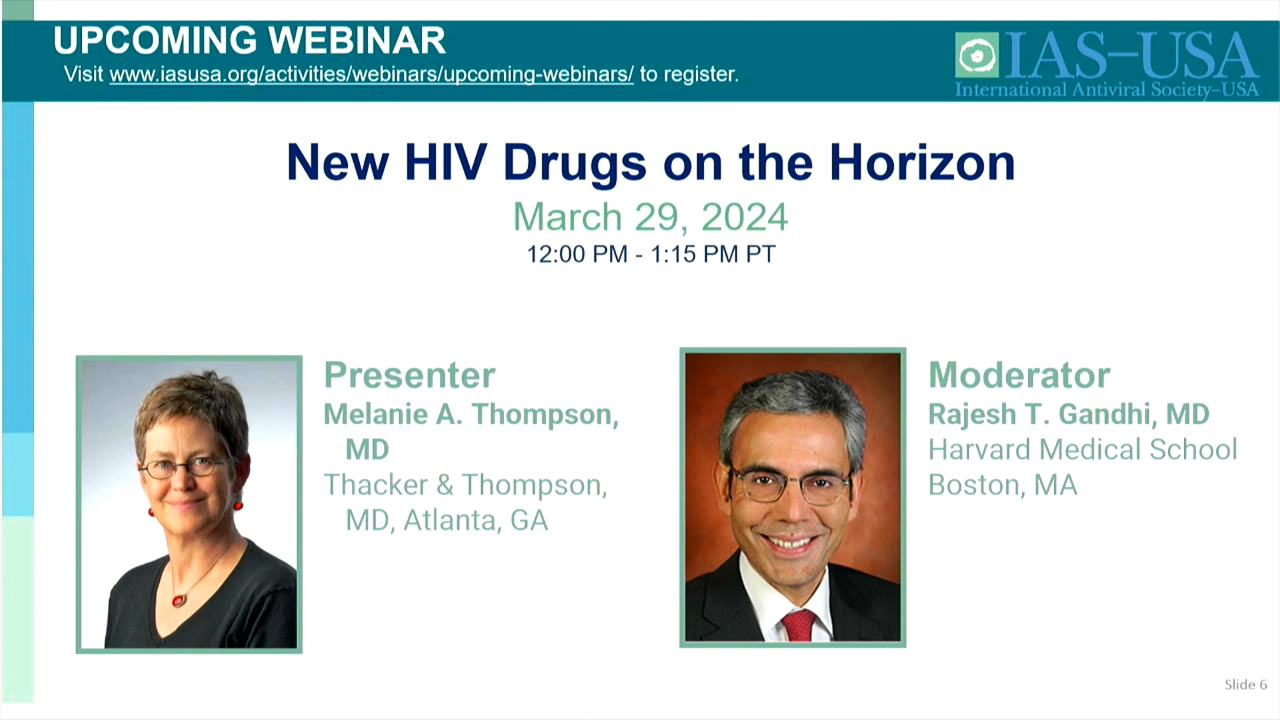 UPCOMING WEBINAR
Visit www.iasusa.org/activities/webinars/upcoming-webinars/ to register.
IAS–USA
International Antiviral Society–USA
New HIV Drugs on the Horizon
March 29, 2024
12:00 PM - 1:15 PM PT
Presenter
Melanie A. Thompson,
MD
Thacker & Thompson,
MD, Atlanta, GA
Moderator
Rajesh T. Gandhi, MD
Harvard Medical School
Boston, MA
Slide 6